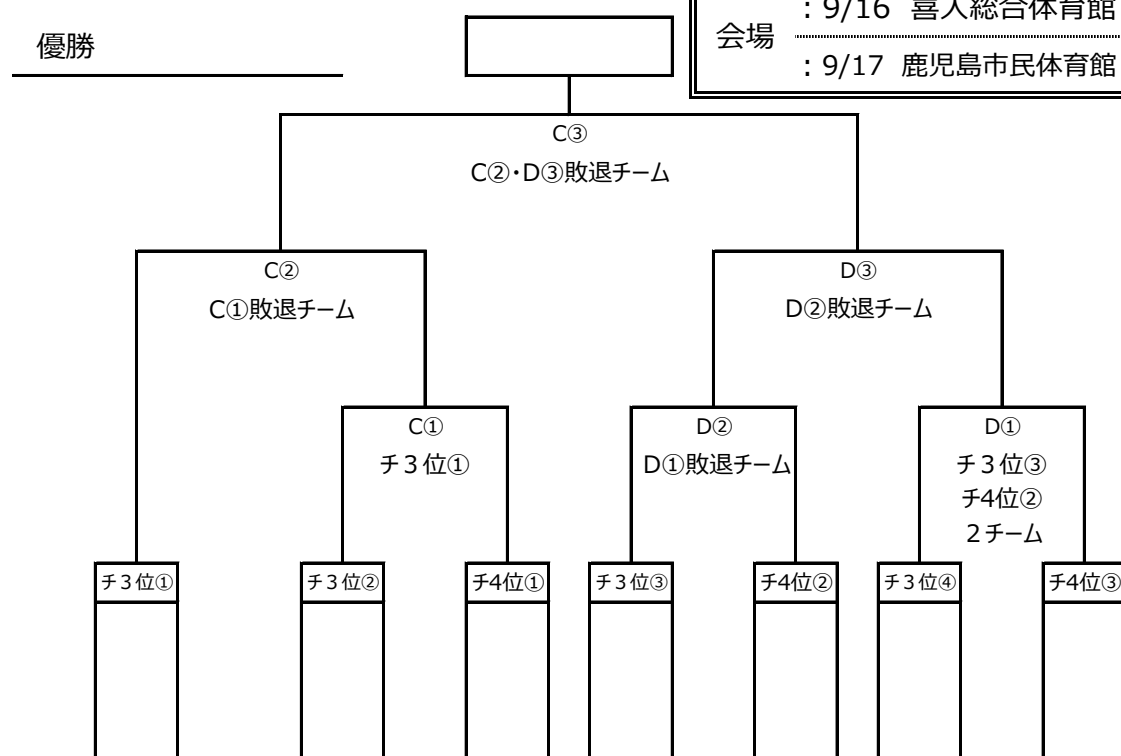 : 9/16 喜入総合体育館
優勝
会場
: 9/17 鹿児島市民体育館
C③
C②・D③敗退チーム
C②
D③
C①敗退チーム
D②敗退チーム
C①
D②
D①
チ３位①
D①敗退チーム
チ３位③
チ4位②
２チーム
チ３位①
チ３位②
チ4位①
チ３位③
チ4位②
チ３位④
チ4位③